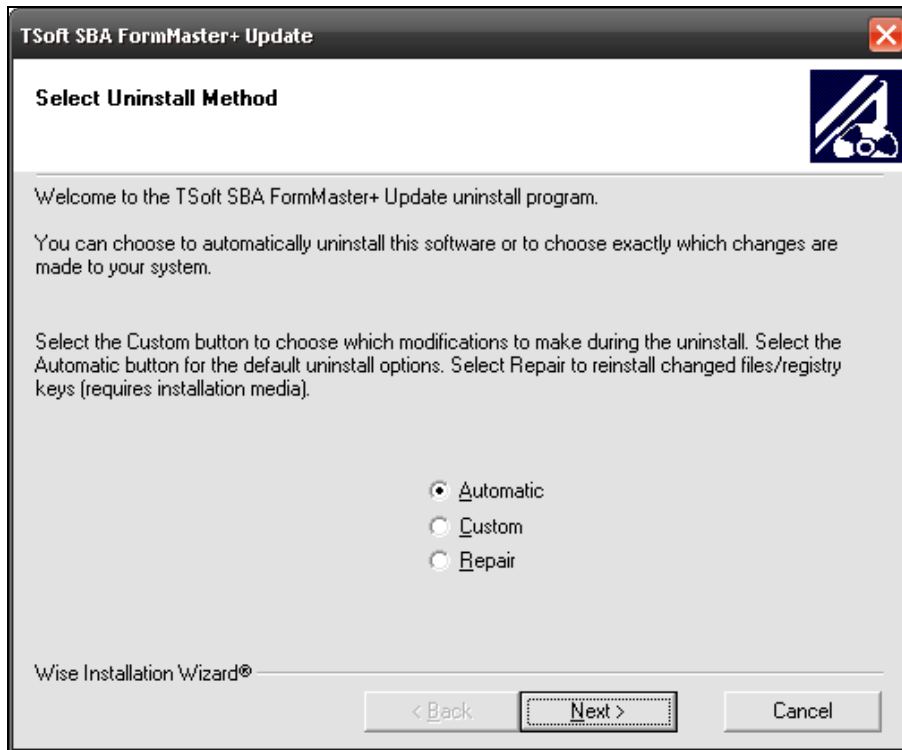 TSoft SBA FormMaster+ Update
Select Uninstall Method
Welcome to the TSoft SBA FormMaster+ Update uninstall program.
You can choose to automatically uninstall this software or to choose exactly which changes are
made to your system.
Select the Custom button to choose which modifications to make during the uninstall. Select the
Automatic button for the default uninstall options. Select Repair to reinstall changed files/registry
keys (requires installation media).
Automatic
Custom
Repair
Wise Installation Wizard®
< Back
Next >
Cancel